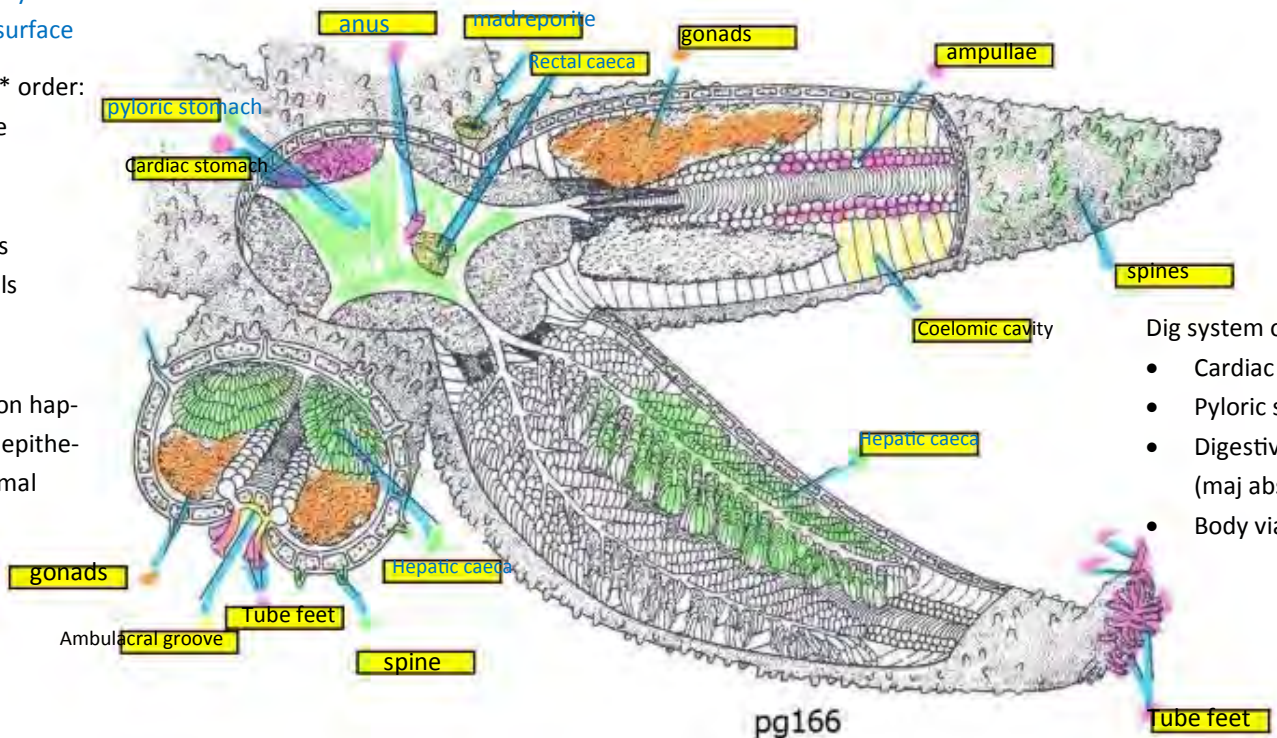 surface
* order:
e
s
ls
on hap-
epithe-
mal
anus
madreporite
Rectal caeca
gonads
ampullae
pyloric stomach
Cardiac stomach
spines
Coelomic cavity
Dig system o
• Cardiac
• Pyloric s
• Digestiv
(maj abs
• Body via
Hepatic caeca
gonads
Hepatic caeca
Tube feet
Ambulacral groove
spine
Tube feet
pg166